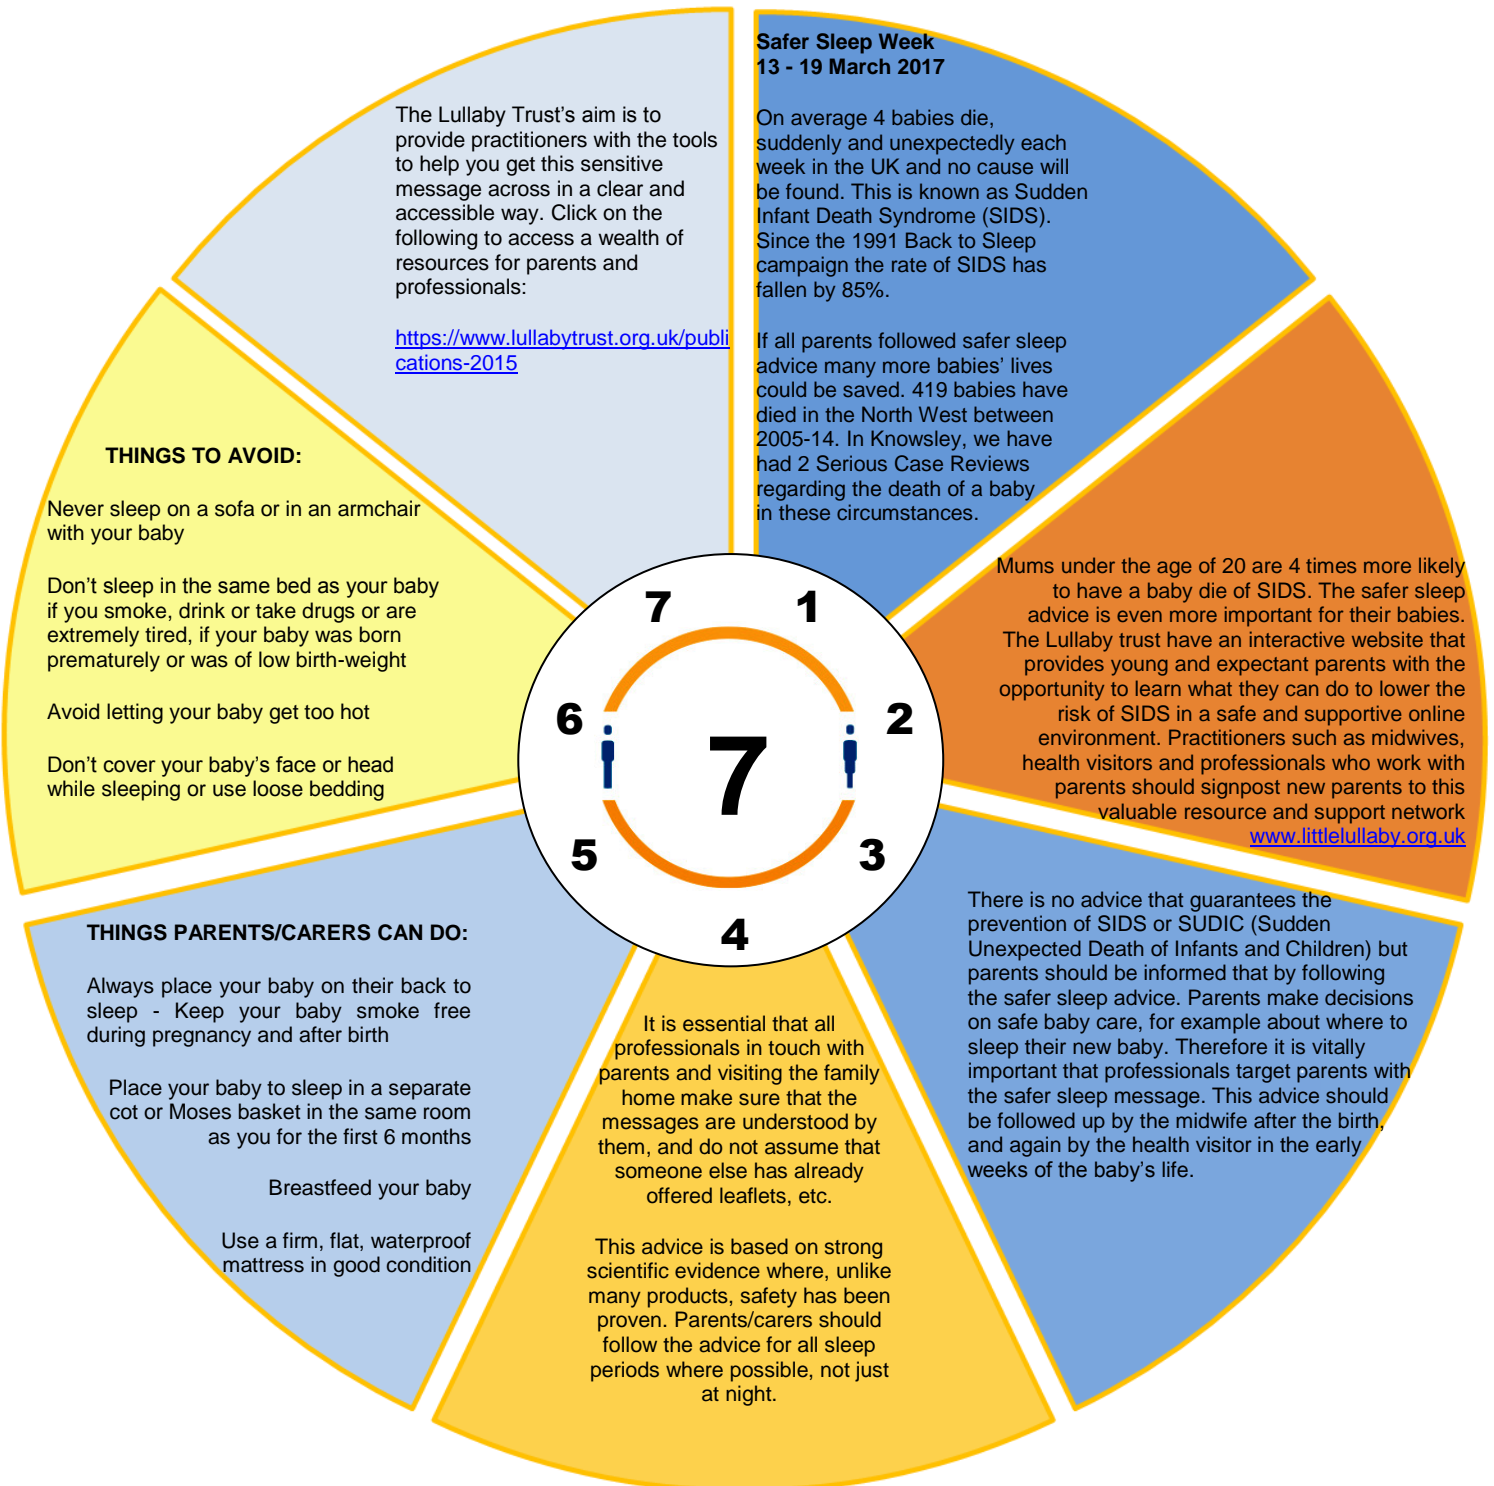 Safer Sleep Week
13 - 19 March 2017
On average 4 babies die,
suddenly and unexpectedly each
week in the UK and no cause will
be found. This is known as Sudden
Infant Death Syndrome (SIDS).
Since the 1991 Back to Sleep
campaign the rate of SIDS has
fallen by 85%.
If all parents followed safer sleep
advice many more babies’ lives
could be saved. 419 babies have
died in the North West between
2005-14. In Knowsley, we have
had 2 Serious Case Reviews
regarding the death of a baby
in these circumstances.
Mums under the age of 20 are 4 times more likely
to have a baby die of SIDS. The safer sleep
advice is even more important for their babies.
The Lullaby trust have an interactive website that
provides young and expectant parents with the
opportunity to learn what they can do to lower the
risk of SIDS in a safe and supportive online
environment. Practitioners such as midwives,
health visitors and professionals who work with
parents should signpost new parents to this
valuable resource and support network
www.littlelullaby.org.uk
There is no advice that guarantees the
prevention of SIDS or SUDIC (Sudden
Unexpected Death of Infants and Children) but
parents should be informed that by following
the safer sleep advice. Parents make decisions
on safe baby care, for example about where to
sleep their new baby. Therefore it is vitally
important that professionals target parents with
the safer sleep message. This advice should
be followed up by the midwife after the birth,
and again by the health visitor in the early
weeks of the baby’s life.
It is essential that all
professionals in touch with
parents and visiting the family
home make sure that the
messages are understood by
them, and do not assume that
someone else has already
offered leaflets, etc.
This advice is based on strong
scientific evidence where, unlike
many products, safety has been
proven. Parents/carers should
follow the advice for all sleep
periods where possible, not just
at night.
THINGS PARENTS/CARERS CAN DO:
Always place your baby on their back to
sleep - Keep your baby smoke free
during pregnancy and after birth
Place your baby to sleep in a separate
cot or Moses basket in the same room
as you for the first 6 months
Breastfeed your baby
Use a firm, flat, waterproof
mattress in good condition
THINGS TO AVOID:
Never sleep on a sofa or in an armchair
with your baby
Don’t sleep in the same bed as your baby
if you smoke, drink or take drugs or are
extremely tired, if your baby was born
prematurely or was of low birth-weight
Avoid letting your baby get too hot
Don’t cover your baby’s face or head
while sleeping or use loose bedding
The Lullaby Trust’s aim is to
provide practitioners with the tools
to help you get this sensitive
message across in a clear and
accessible way. Click on the
following to access a wealth of
resources for parents and
professionals:
https://www.lullabytrust.org.uk/publi
cations-2015
1
2
3
4
5
6
7
7